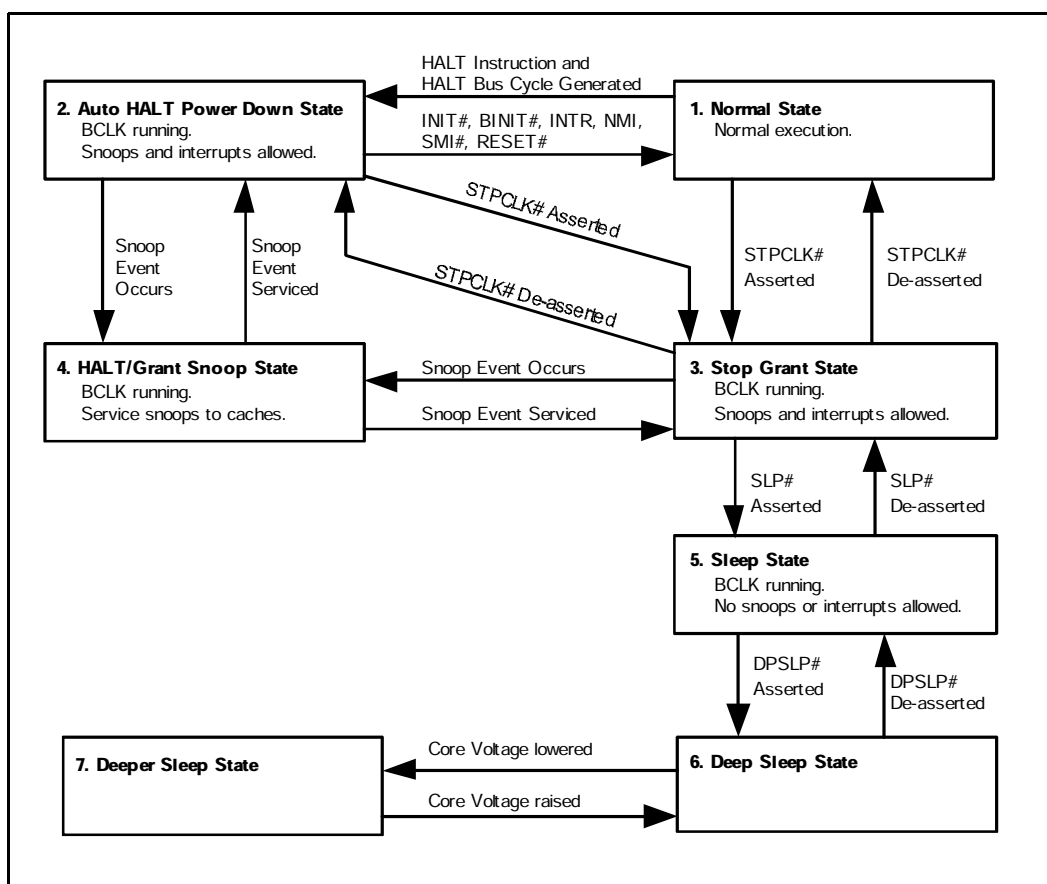 HALT Instruction and
HALT Bus Cycle Generated
2. Auto HALT Power Down State
BCLK running.
Snoops and interrupts allowed.
1. Normal State
Normal execution.
INIT#, BINIT#, INTR, NMI,
SMI#, RESET#
STPCLK# Asserted
STPCLK# De-asserted
Snoop
Event
Occurs
Snoop
Event
Serviced
STPCLK#
Asserted
STPCLK#
De-asserted
4. HALT/Grant Snoop State
BCLK running.
Service snoops to caches.
Snoop Event Occurs
Snoop Event Serviced
3. Stop Grant State
BCLK running.
Snoops and interrupts allowed.
SLP#
Asserted
SLP#
De-asserted
5. Sleep State
BCLK running.
No snoops or interrupts allowed.
DPSLP#
Asserted
DPSLP#
De-asserted
7. Deeper Sleep State
Core Voltage lowered
Core Voltage raised
6. Deep Sleep State